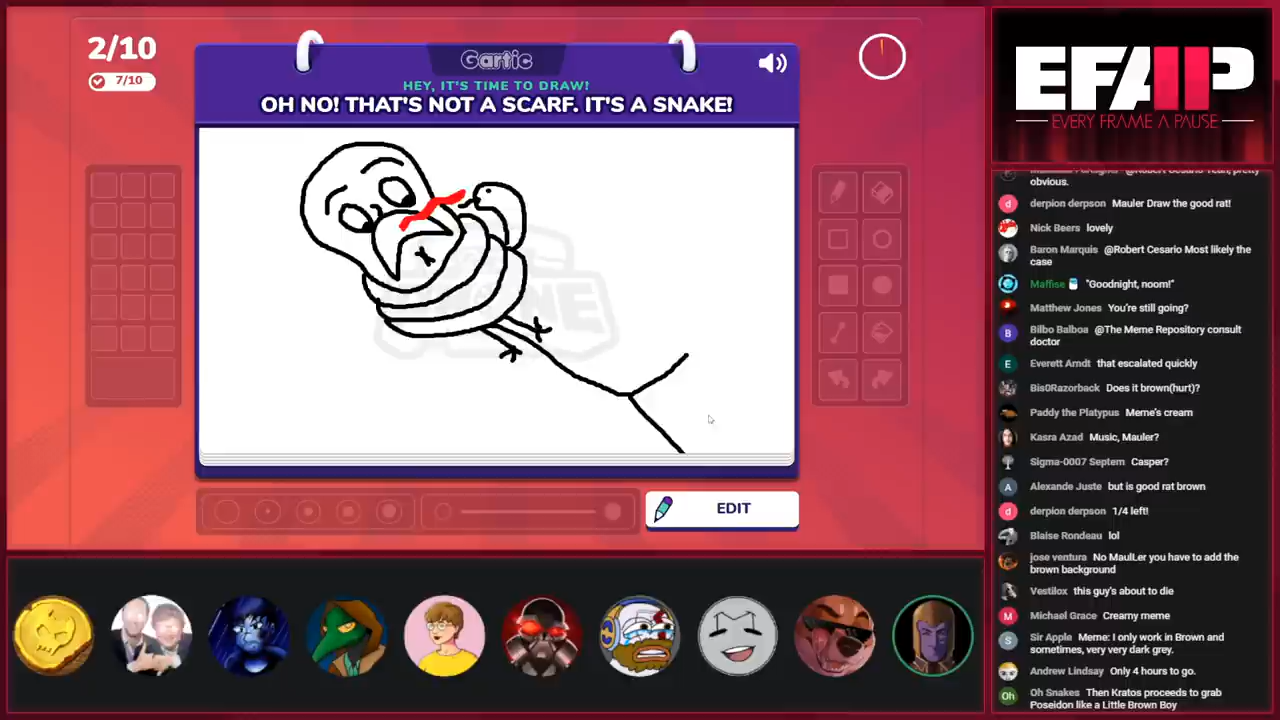 2/10
7/10
Gartic
HEY, IT'S TIME TO DRAW!
OH NO! THAT'S NOT A SCARF. IT'S A SNAKE!
EDIT
EFAP
EVERY FRAME A PAUSE
@Robert Cesario Yeah, pretty
obvious.
derpion derpson Mauler Draw the good rat!
Nick Beers lovely
Baron Marquis @Robert Cesario Most likely the
case
Maffise "Goodnight, noom!"
Matthew Jones You're still going?
Bilbo Balboa @The Meme Repository consult
doctor
Everett Arndt that escalated quickly
Bis0Razorback Does it brown(hurt)?
Paddy the Platypus Meme's cream
Kasra Azad Music, Mauler?
Sigma-0007 Septem Casper?
Alexande Juste but is good rat brown
derpion derpson 1/4 left!
Blaise Rondeau lol
jose ventura No MaulLer you have to add the
brown background
Vestilox this guy's about to die
Michael Grace Creamy meme
Sir Apple Meme: I only work in Brown and
sometimes, very very dark grey.
Andrew Lindsay Only 4 hours to go.
Oh Snakes Then Kratos proceeds to grab
Poseidon like a Little Brown Boy